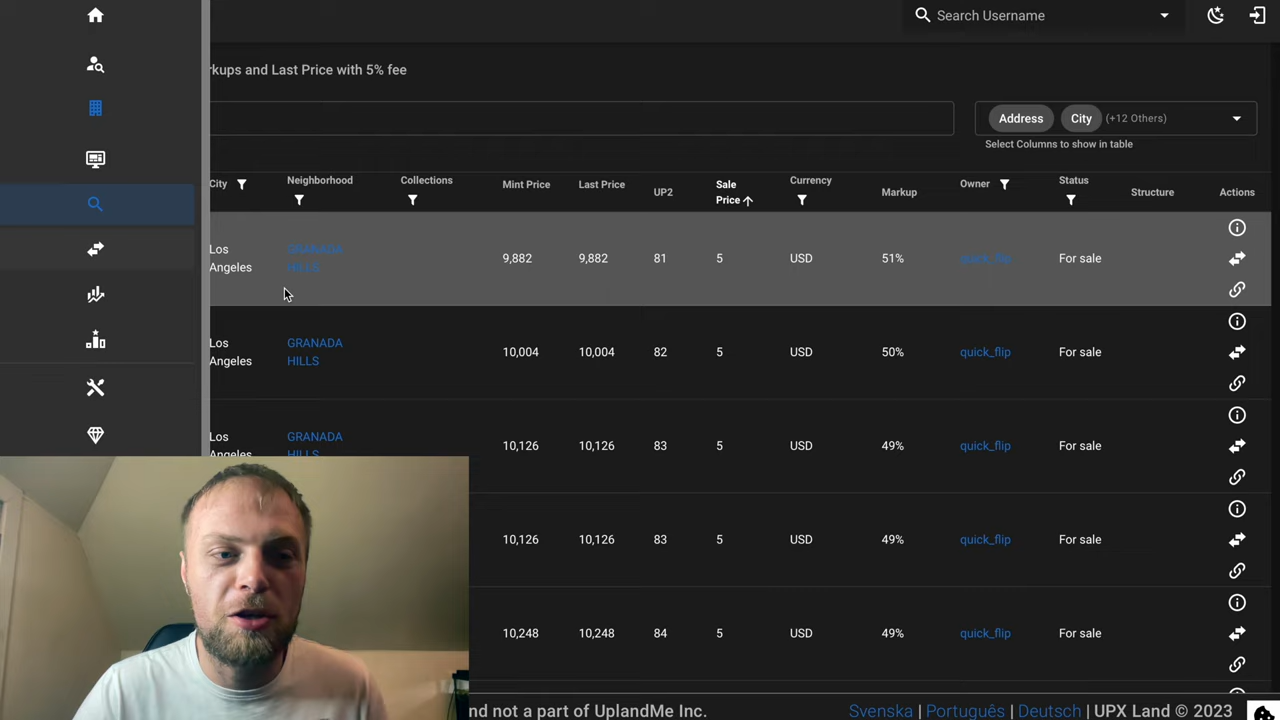 Search Username
rkups and Last Price with 5% fee
Address City (+12 Others)
Select Columns to show in table
City Neighborhood Collections Mint Price Last Price UP2 Sale Price Currency Markup Owner Status Structure Actions
Los Angeles GRANADA HILLS 9,882 9,882 81 5 USD 51% quick_flip For sale
Los Angeles GRANADA HILLS 10,004 10,004 82 5 USD 50% quick_flip For sale
Los Angeles GRANADA HILLS 10,126 10,126 83 5 USD 49% quick_flip For sale
10,126 10,126 83 5 USD 49% quick_flip For sale
10,248 10,248 84 5 USD 49% quick_flip For sale
nd not a part of UplandMe Inc. Svenska | Português | Deutsch | UPX Land © 2023